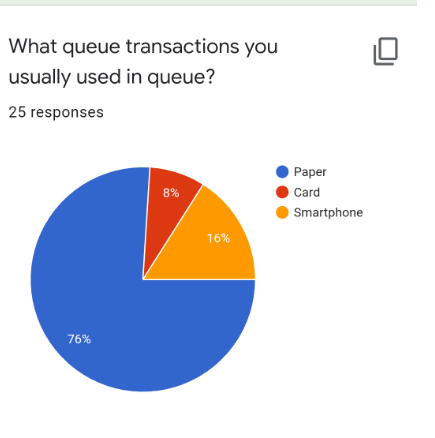 What queue transactions you
usually used in queue?
25 responses
Paper
Card
Smartphone
8%
16%
76%